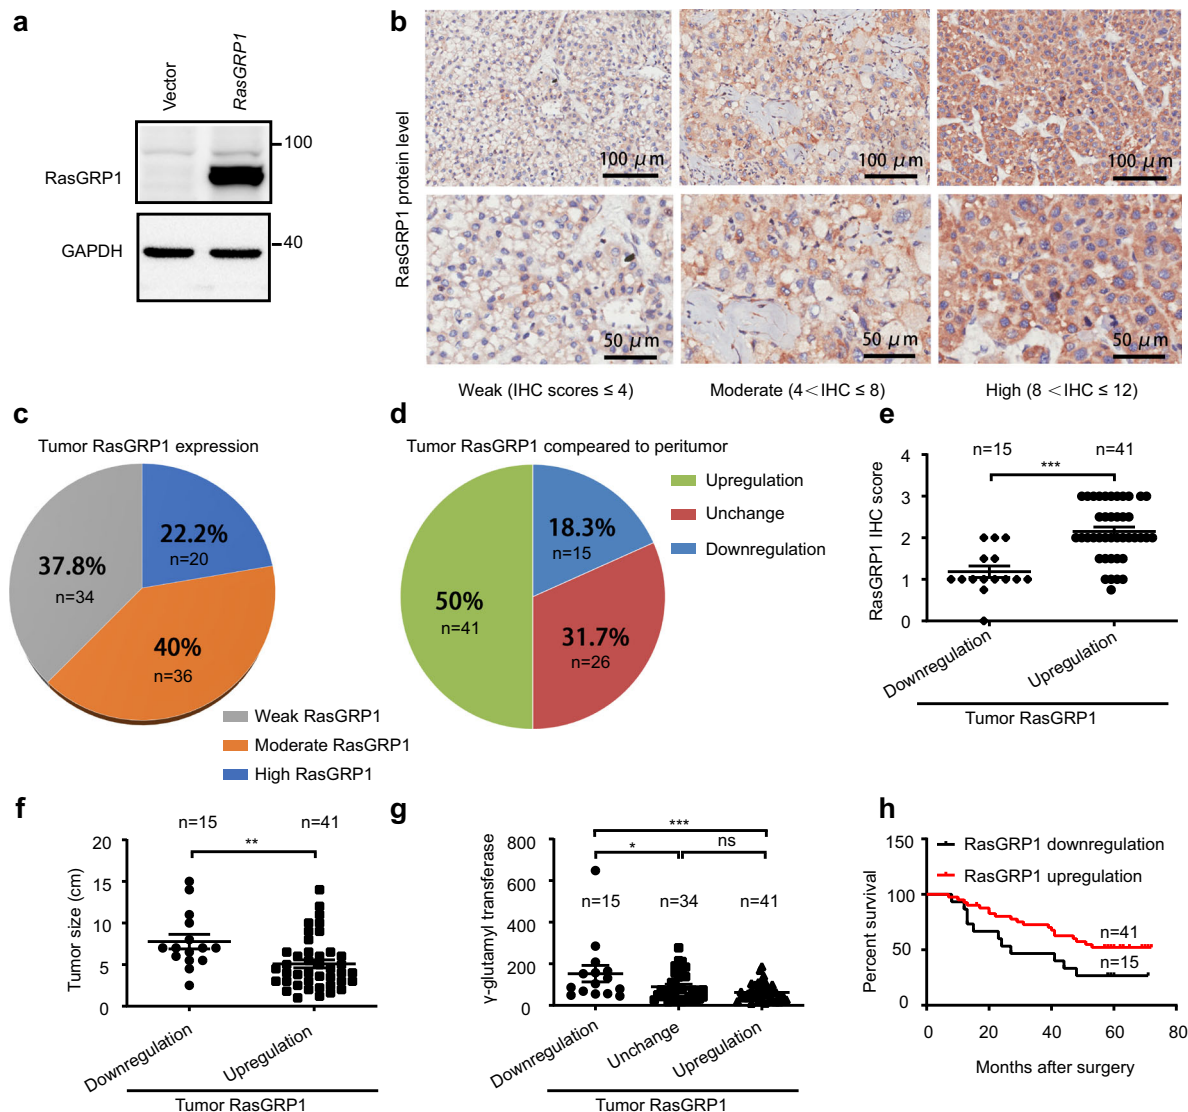 a
Vector
RasGRP1
100
RasGRP1
40
GAPDH
b
RasGRP1 protein level
100 μm
100 μm
100 μm
50 μm
50 μm
50 μm
Weak (IHC scores ≤ 4)
Moderate (4<IHC ≤ 8)
High (8 <IHC ≤ 12)
c
Tumor RasGRP1 expression
22.2%
n=20
37.8%
n=34
40%
n=36
Weak RasGRP1
Moderate RasGRP1
High RasGRP1
d
Tumor RasGRP1 compeared to peritumor
18.3%
n=15
50%
n=41
31.7%
n=26
Upregulation
Unchange
Downregulation
e
n=15
n=41
***
RasGRP1 IHC score
4
3
2
1
0
Downregulation
Upregulation
Tumor RasGRP1
f
n=15
n=41
**
Tumor size (cm)
20
15
10
5
0
Downregulation
Upregulation
Tumor RasGRP1
g
***
*
ns
n=15
n=34
n=41
γ-glutamyl transferase
800
600
400
200
0
Downregulation
Unchange
Upregulation
Tumor RasGRP1
h
RasGRP1 downregulation
RasGRP1 upregulation
n=41
n=15
Percent survival
150
100
50
0
0
20
40
60
80
Months after surgery